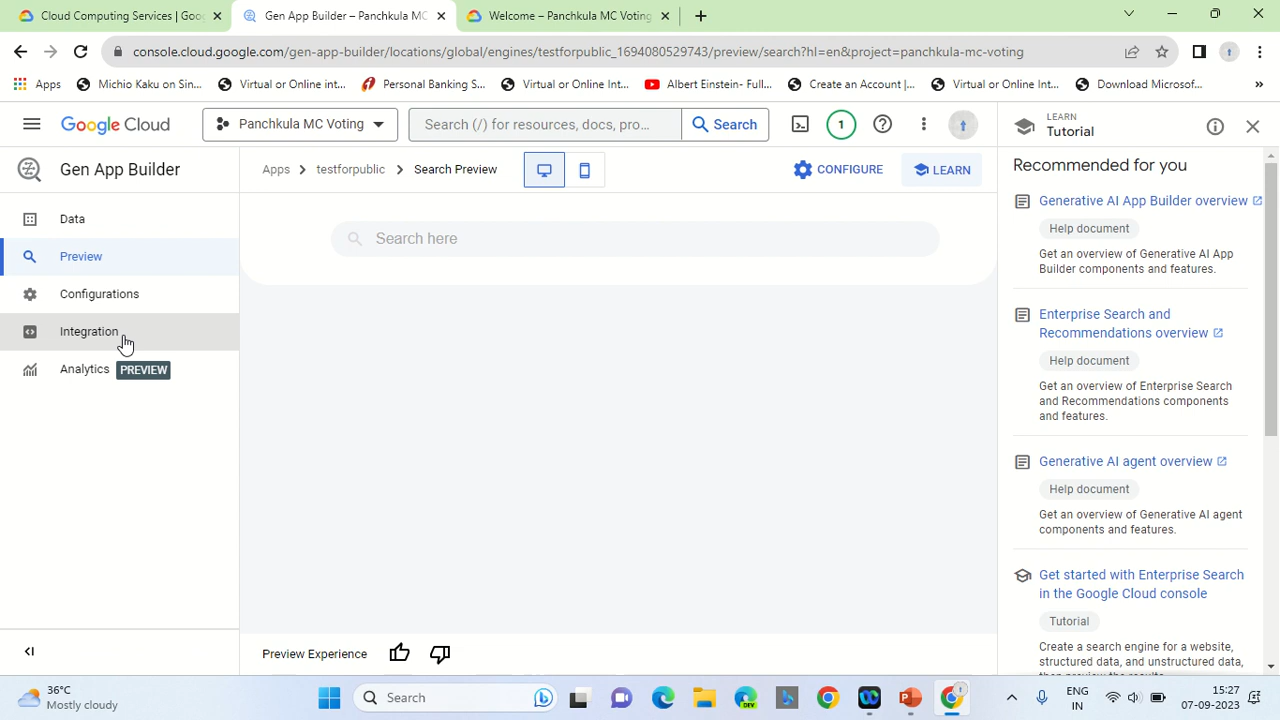 Cloud Computing Services | Goo
Gen App Builder – Panchkula MC
Welcome – Panchkula MC Voting
console.cloud.google.com/gen-app-builder/locations/global/engines/testforpublic_1694080529743/preview/search?hl=en&project=panchkula-mc-voting
Apps
Michio Kaku on Sin...
Virtual or Online int...
Personal Banking S...
Virtual or Online Int...
Albert Einstein- Full...
Create an Account |...
Virtual or Online Int...
Download Microsof...
»
Google Cloud
Panchkula MC Voting
Search (/) for resources, docs, pro...
Search
1
LEARN
Tutorial
Gen App Builder
Apps
testforpublic
Search Preview
CONFIGURE
LEARN
Data
Preview
Configurations
Integration
Analytics PREVIEW
Search here
Preview Experience
Recommended for you
Generative AI App Builder overview
Help document
Get an overview of Generative AI App
Builder components and features.
Enterprise Search and
Recommendations overview
Help document
Get an overview of Enterprise Search
and Recommendations components
and features.
Generative AI agent overview
Help document
Get an overview of Generative AI agent
components and features.
Get started with Enterprise Search
in the Google Cloud console
Tutorial
Create a search engine for a website,
structured data, and unstructured data,
then preview the results.
36°C
Mostly cloudy
Search
DEV
ENG
IN
15:27
07-09-2023